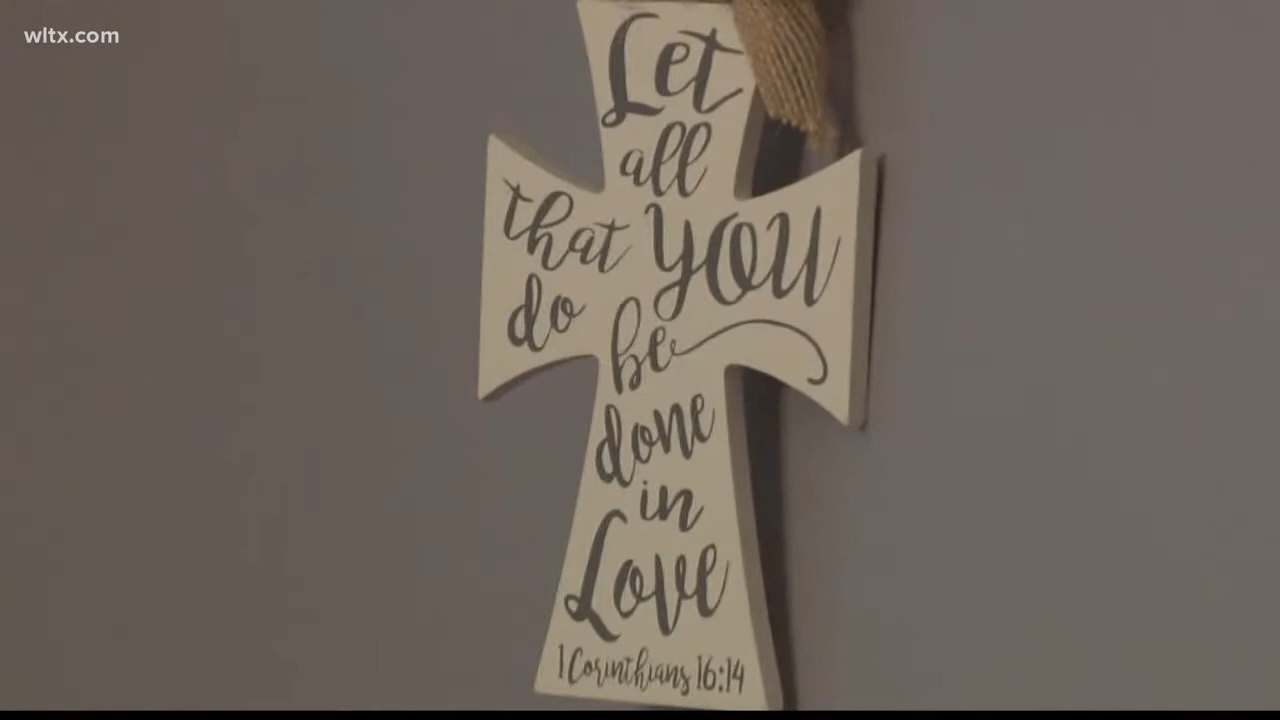 wltx.com
Let
all
that YOU
do be
done
in
Love
1 Corinthians 16:14